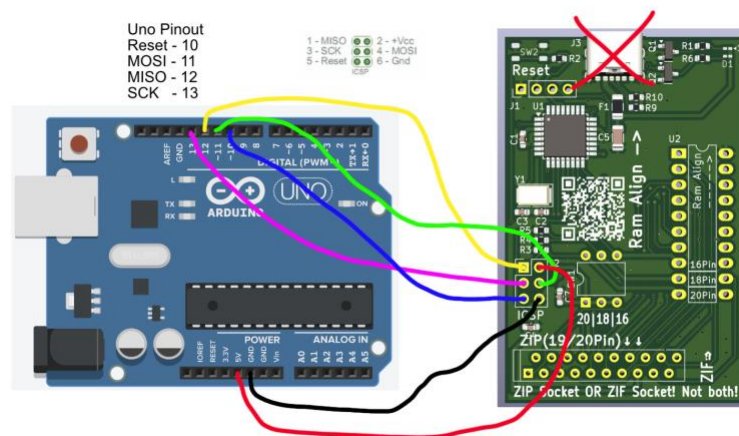 Uno Pinout
Reset - 10
MOSI - 11
MISO - 12
SCK - 13
1 - MISO
2 - +Vcc
3 - SCK
4 - MOSI
5 - Reset
6 - Gnd
ICSP
AREF
GND
13
12
~11
~10
~9
8
7
~6
~5
4
~3
2
TX→1
RX←0
DIGITAL (PWM~)
L
TX
RX
ARDUINO
UNO
ON
POWER
ANALOG IN
IOREF
RESET
3.3V
5V
GND
GND
Vin
A0
A1
A2
A3
A4
A5
SW2
J3
R2
Q1
R1
R6
D1
Reset
J1
U1
F1
R10
R9
C1
C5
U2
Ram Align -->
Ram Align
Y1
C3
C2
R5
R4
R3
16Pin
18Pin
20Pin
ICSP
20|18|16
ZiP(19/20Pin)↓↓
ZIF
ZIP Socket OR ZIF Socket! Not both!